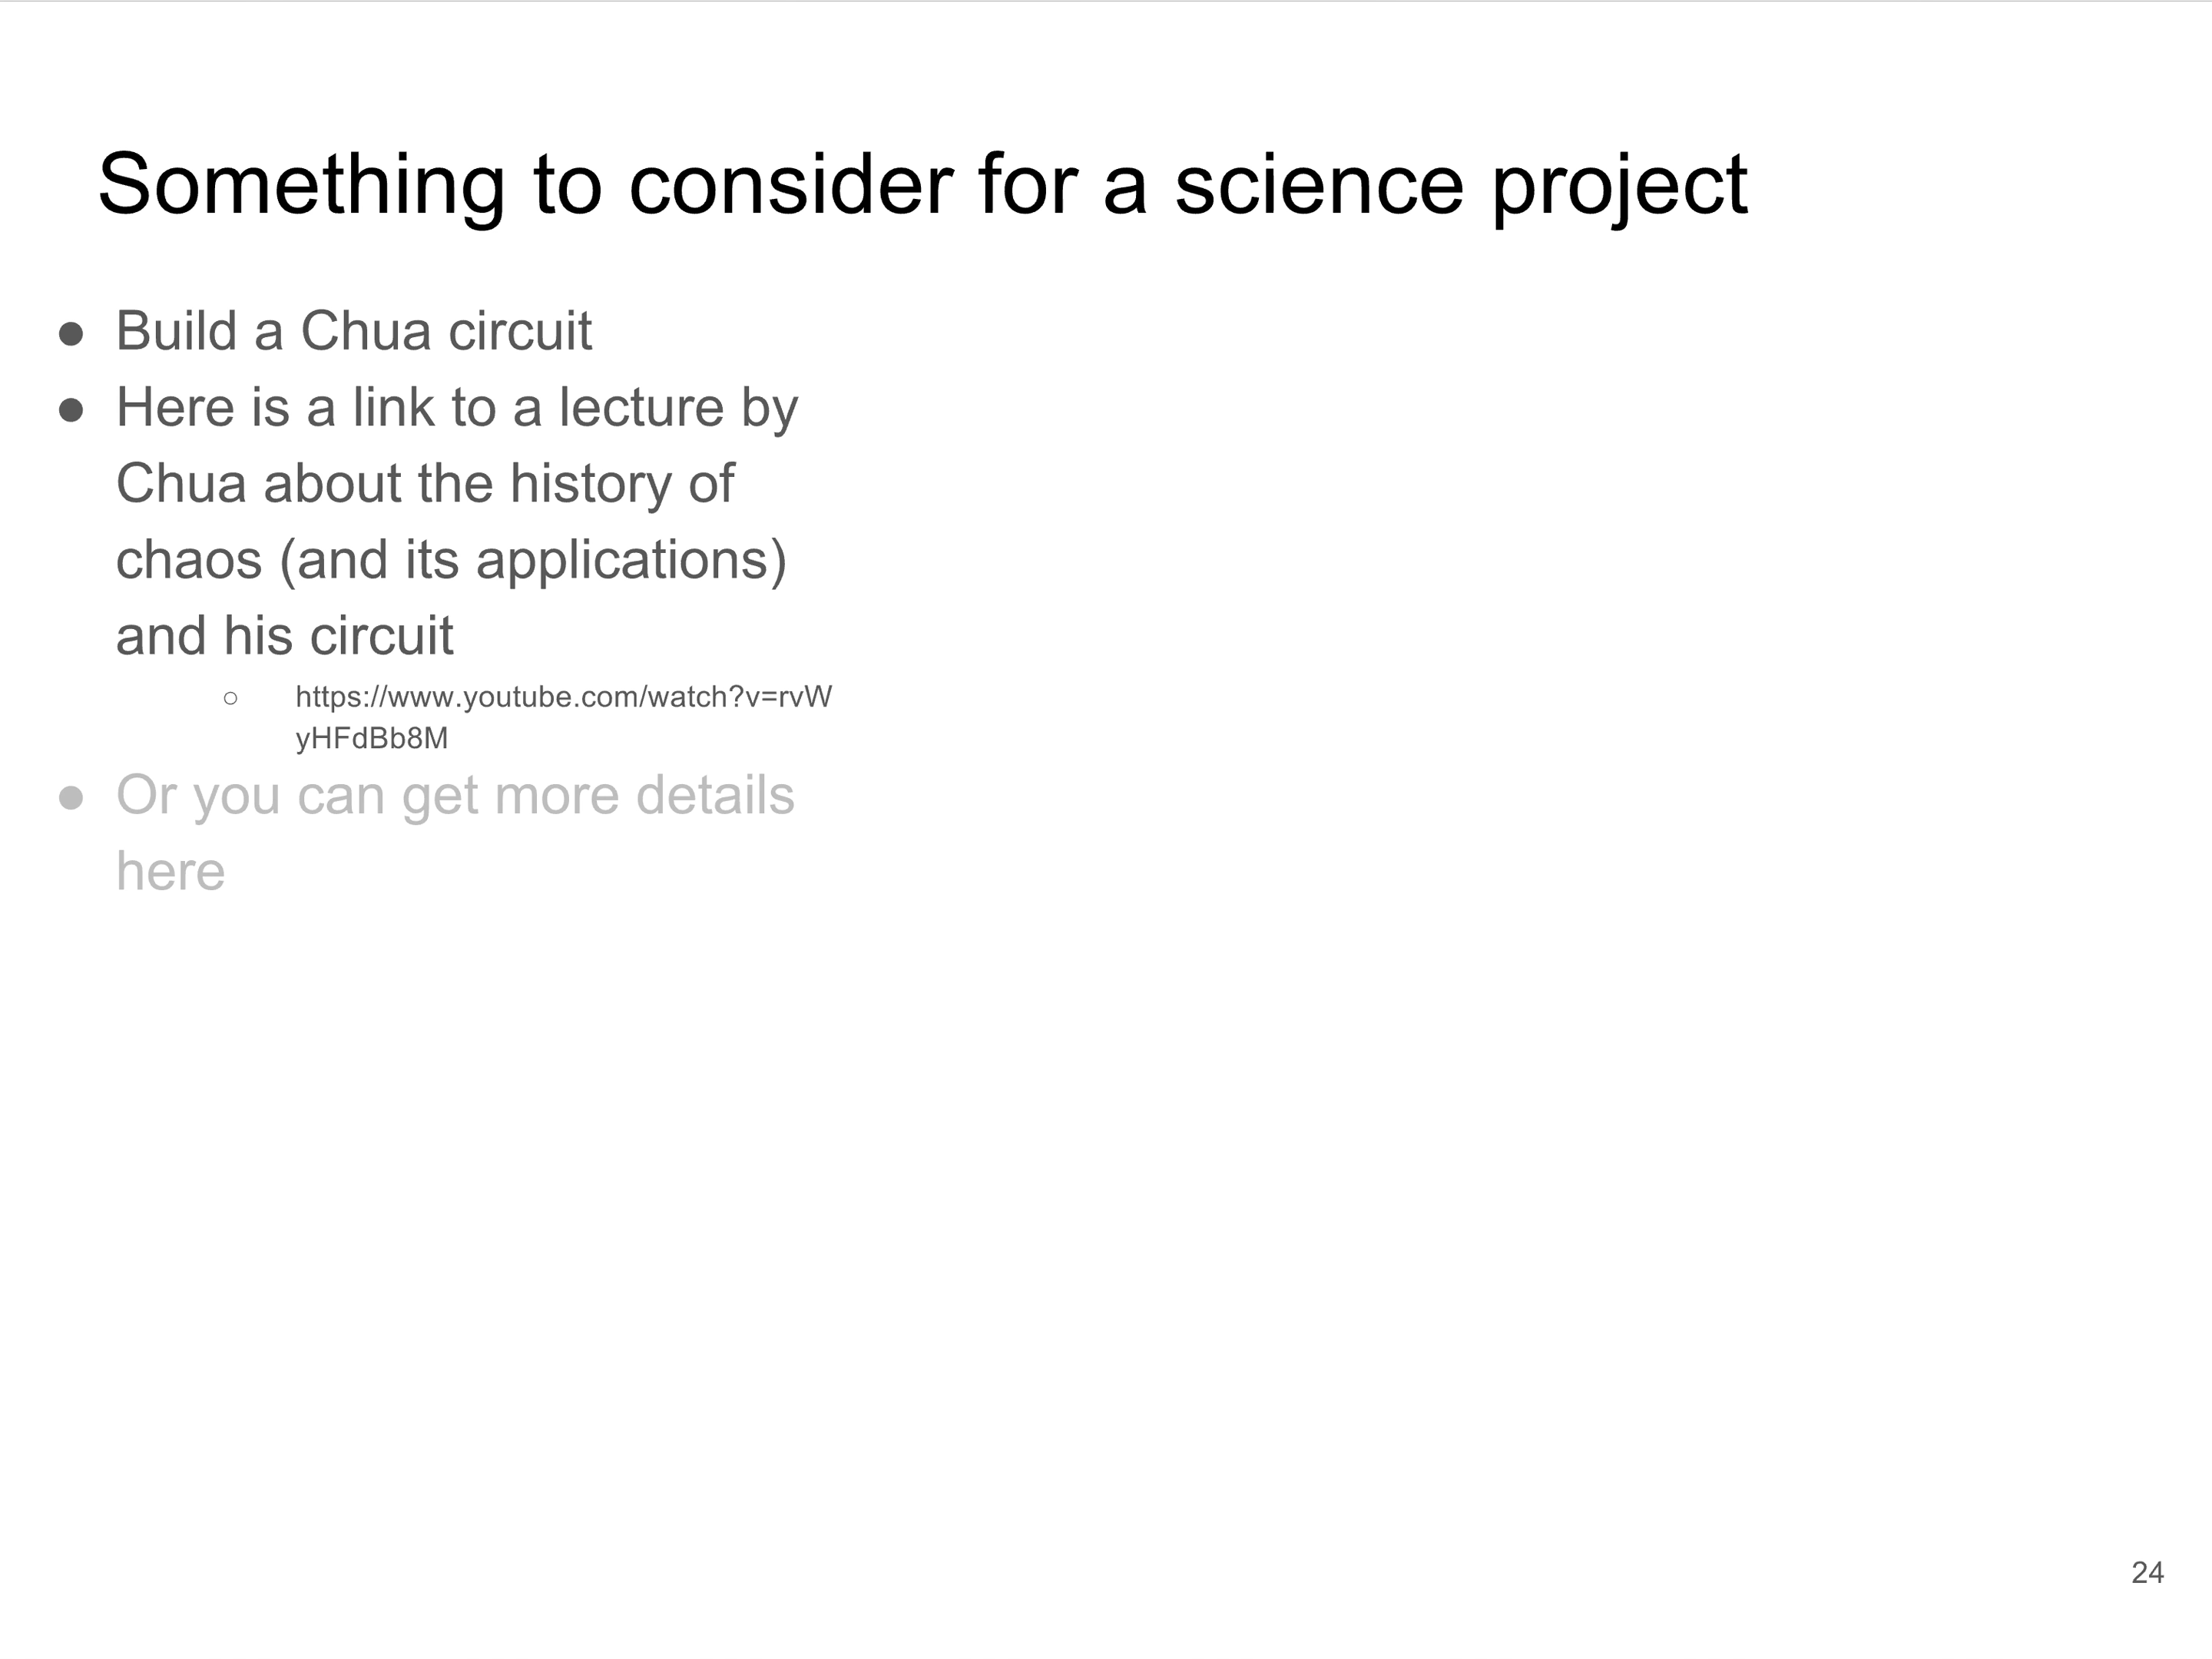 Something to consider for a science project
● Build a Chua circuit
● Here is a link to a lecture by
Chua about the history of
chaos (and its applications)
and his circuit
○ https://www.youtube.com/watch?v=rvW
yHFdBb8M
● Or you can get more details
here
24